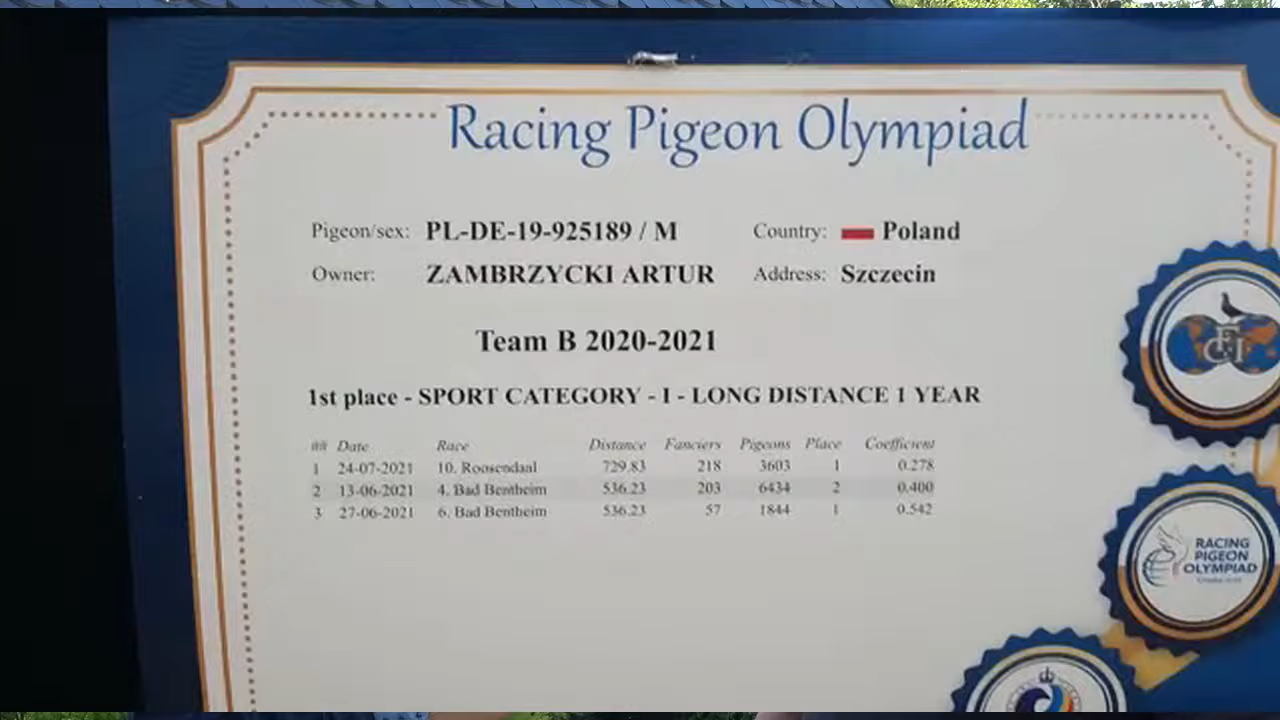 Racing Pigeon Olympiad
Pigeon/sex: PL-DE-19-925189 / M Country: Poland
Owner: ZAMBRZYCKI ARTUR Address: Szczecin
Team B 2020-2021
1st place - SPORT CATEGORY - I - LONG DISTANCE 1 YEAR
## Date Race Distance Fanciers Pigeons Place Coefficient
1 24-07-2021 10. Roosendaal 729.83 218 3603 1 0.278
2 13-06-2021 4. Bad Bentheim 536.23 203 6434 2 0.400
3 27-06-2021 6. Bad Bentheim 536.23 57 1844 1 0.542
FCI
RACING
PIGEON
OLYMPIAD